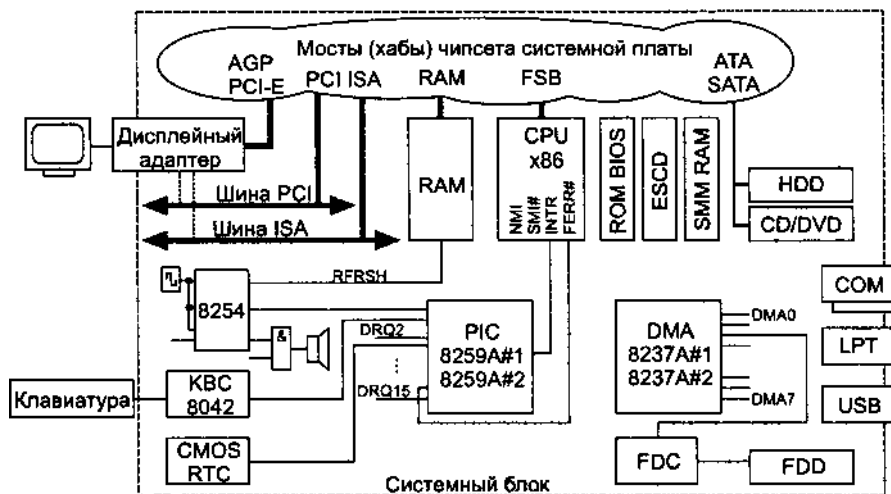 Мосты (хабы) чипсета системной платы
AGP
PCI-E
PCI ISA
RAM
FSB
ATA
SATA
Дисплейный
адаптер
Шина PCI
Шина ISA
RAM
CPU
x86
NMI
SMI#
INTR
FERR#
ROM BIOS
ESCD
SMM RAM
HDD
CD/DVD
RFRSH
8254
&
DRQ2
DRQ15
PIC
8259A#1
8259A#2
DMA
8237A#1
8237A#2
DMA0
DMA7
COM
LPT
USB
Клавиатура
KBC
8042
CMOS
RTC
FDC
FDD
Системный блок